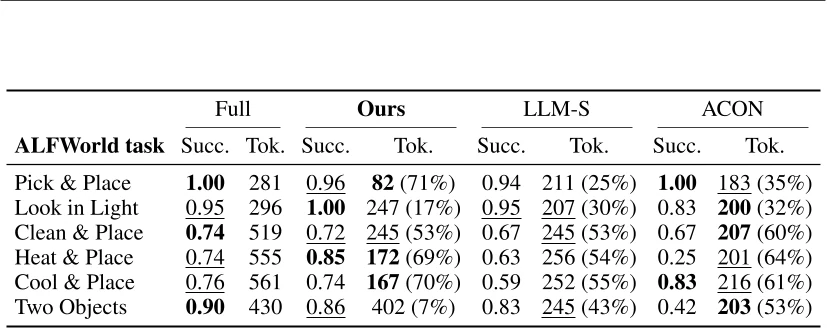 Full Ours LLM-S ACON
ALFWorld task Succ. Tok. Succ. Tok. Succ. Tok. Succ. Tok.
Pick & Place 1.00 281 0.96 82 (71%) 0.94 211 (25%) 1.00 183 (35%)
Look in Light 0.95 296 1.00 247 (17%) 0.95 207 (30%) 0.83 200 (32%)
Clean & Place 0.74 519 0.72 245 (53%) 0.67 245 (53%) 0.67 207 (60%)
Heat & Place 0.74 555 0.85 172 (69%) 0.63 256 (54%) 0.25 201 (64%)
Cool & Place 0.76 561 0.74 167 (70%) 0.59 252 (55%) 0.83 216 (61%)
Two Objects 0.90 430 0.86 402 (7%) 0.83 245 (43%) 0.42 203 (53%)